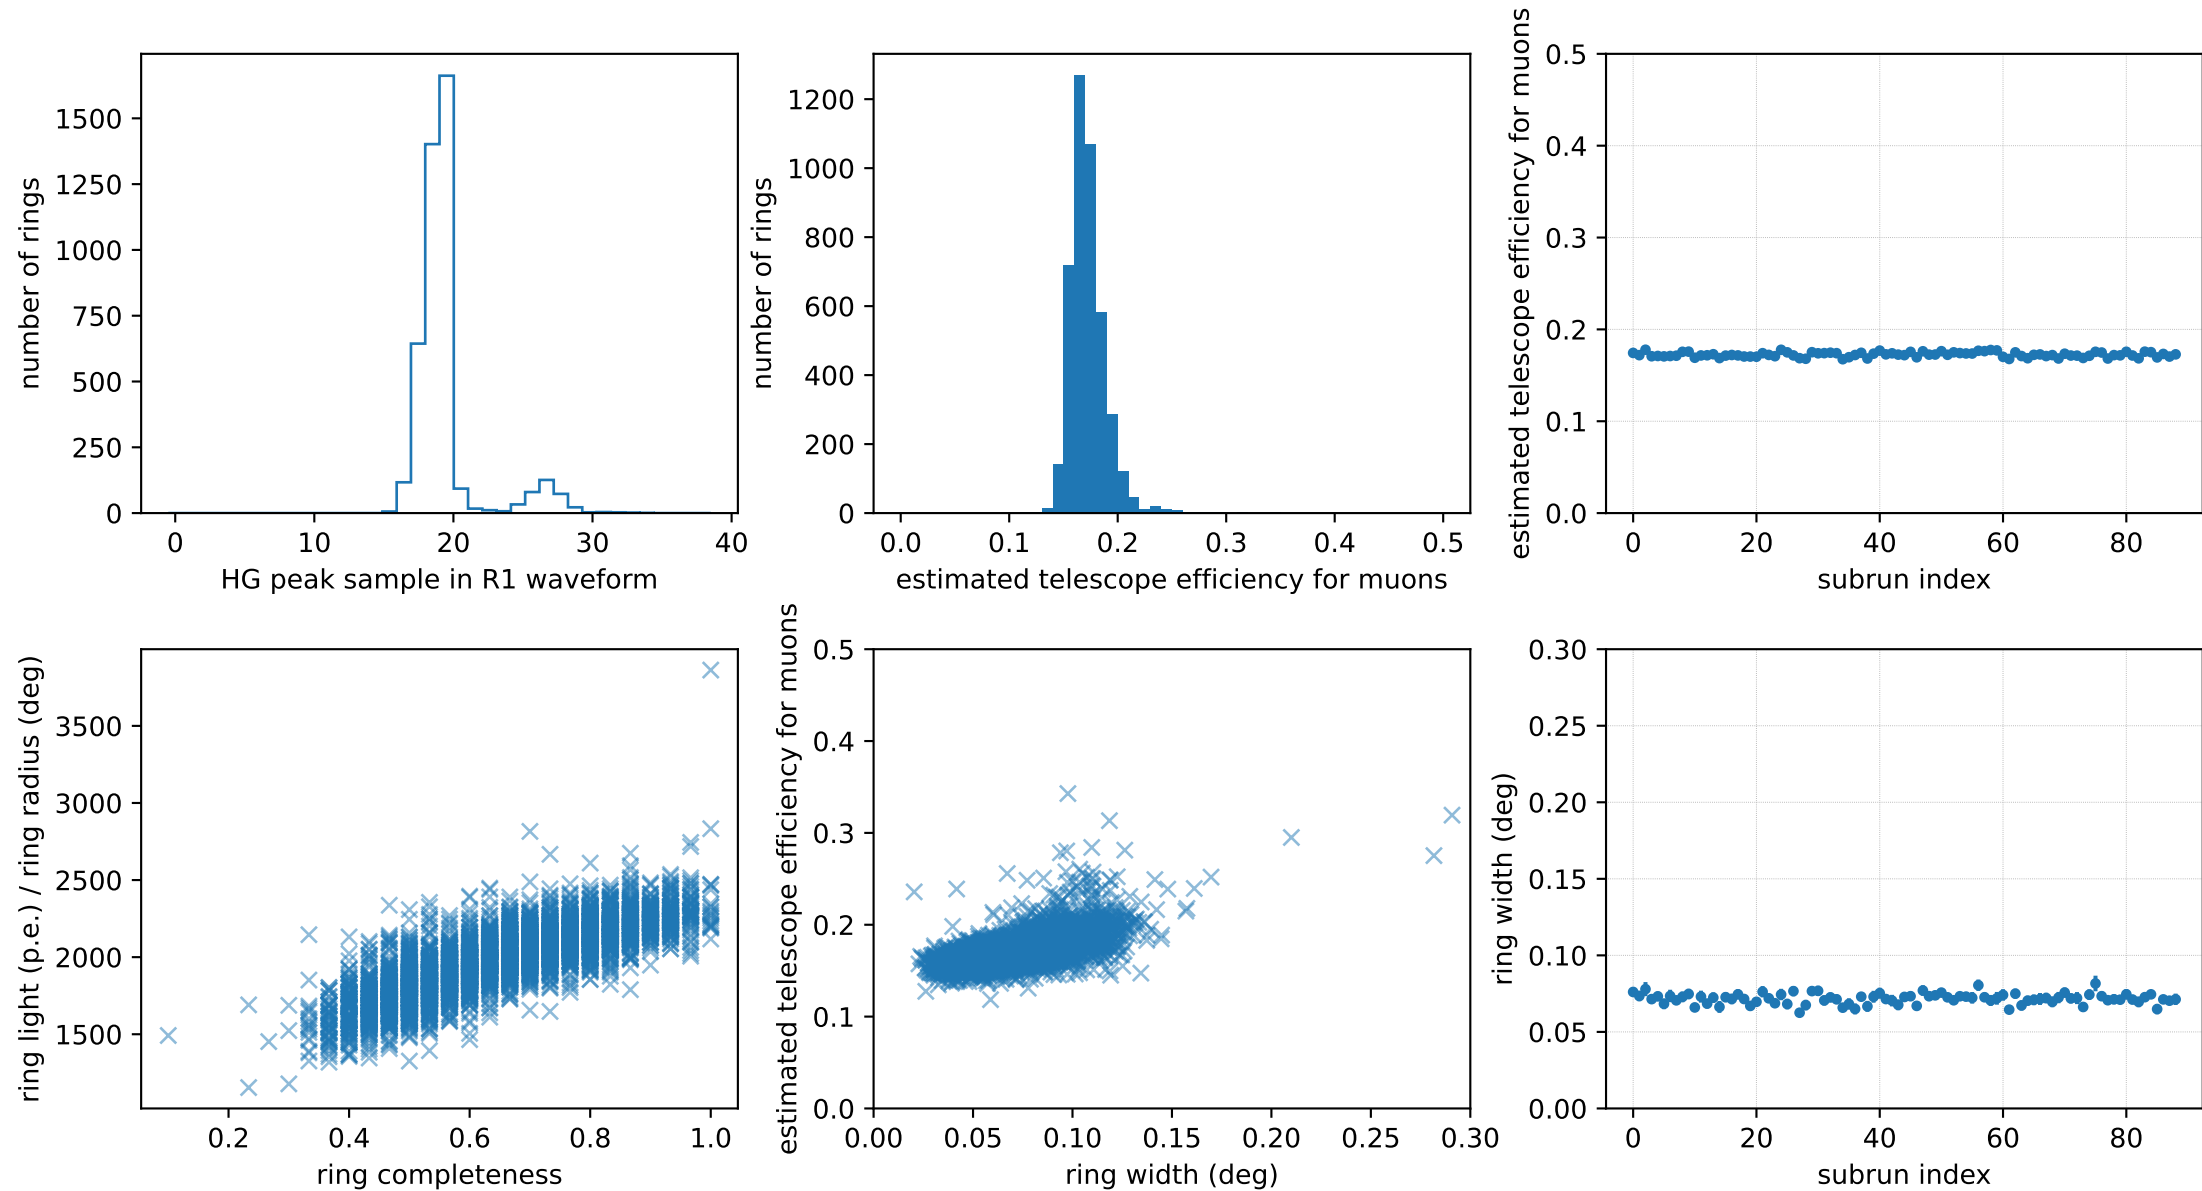 number of rings
1500
1250
1000
750
500
250
0
0 10 20 30 40
HG peak sample in R1 waveform
number of rings
1200
1000
800
600
400
200
0
0.0 0.1 0.2 0.3 0.4 0.5
estimated telescope efficiency for muons
estimated telescope efficiency for muons
0.5
0.4
0.3
0.2
0.1
0.0
0 20 40 60 80
subrun index
ring light (p.e.) / ring radius (deg)
3500
3000
2500
2000
1500
0.2 0.4 0.6 0.8 1.0
ring completeness
estimated telescope efficiency for muons
0.5
0.4
0.3
0.2
0.1
0.0
0.00 0.05 0.10 0.15 0.20 0.25 0.30
ring width (deg)
ring width (deg)
0.30
0.25
0.20
0.15
0.10
0.05
0.00
0 20 40 60 80
subrun index